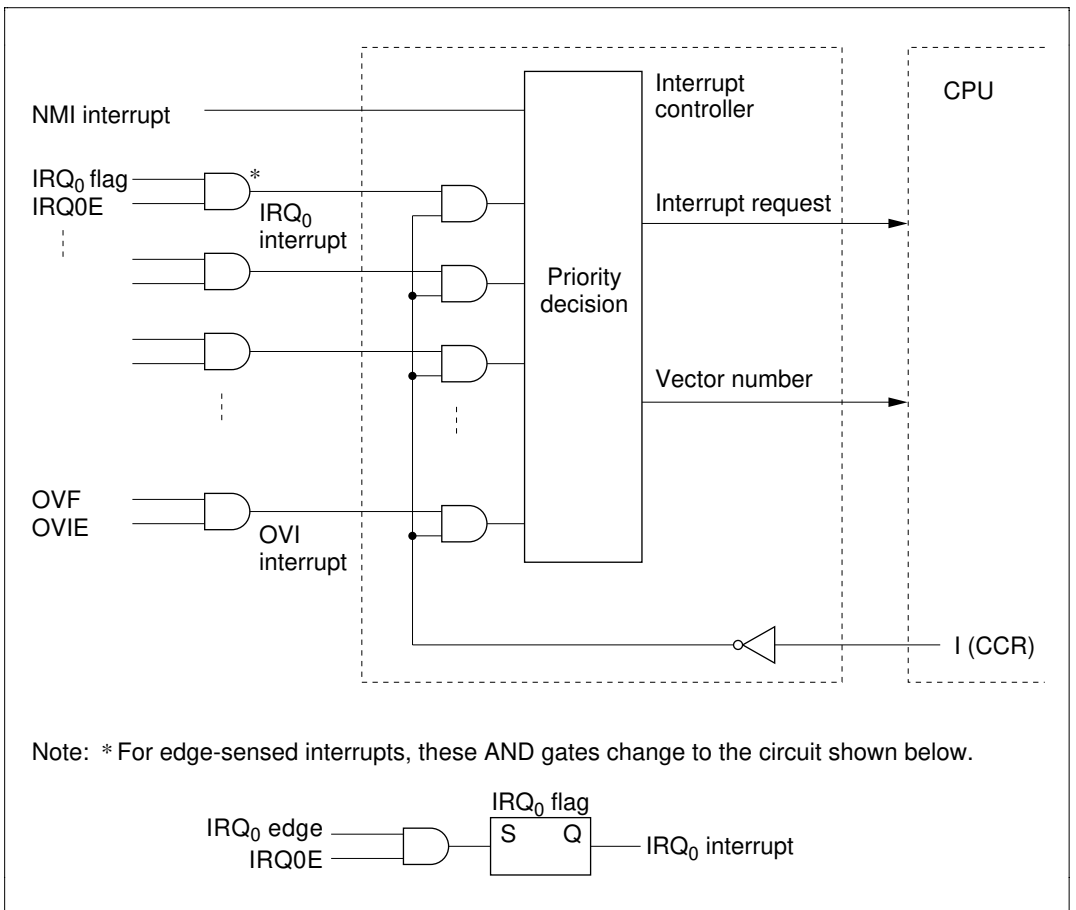 NMI interrupt
Interrupt
controller
CPU
IRQ₀ flag
IRQ0E
*
IRQ₀
interrupt
Interrupt request
Priority
decision
Vector number
OVF
OVIE
OVI
interrupt
I (CCR)
Note: * For edge-sensed interrupts, these AND gates change to the circuit shown below.
IRQ₀ flag
IRQ₀ edge
IRQ0E
S Q
IRQ₀ interrupt